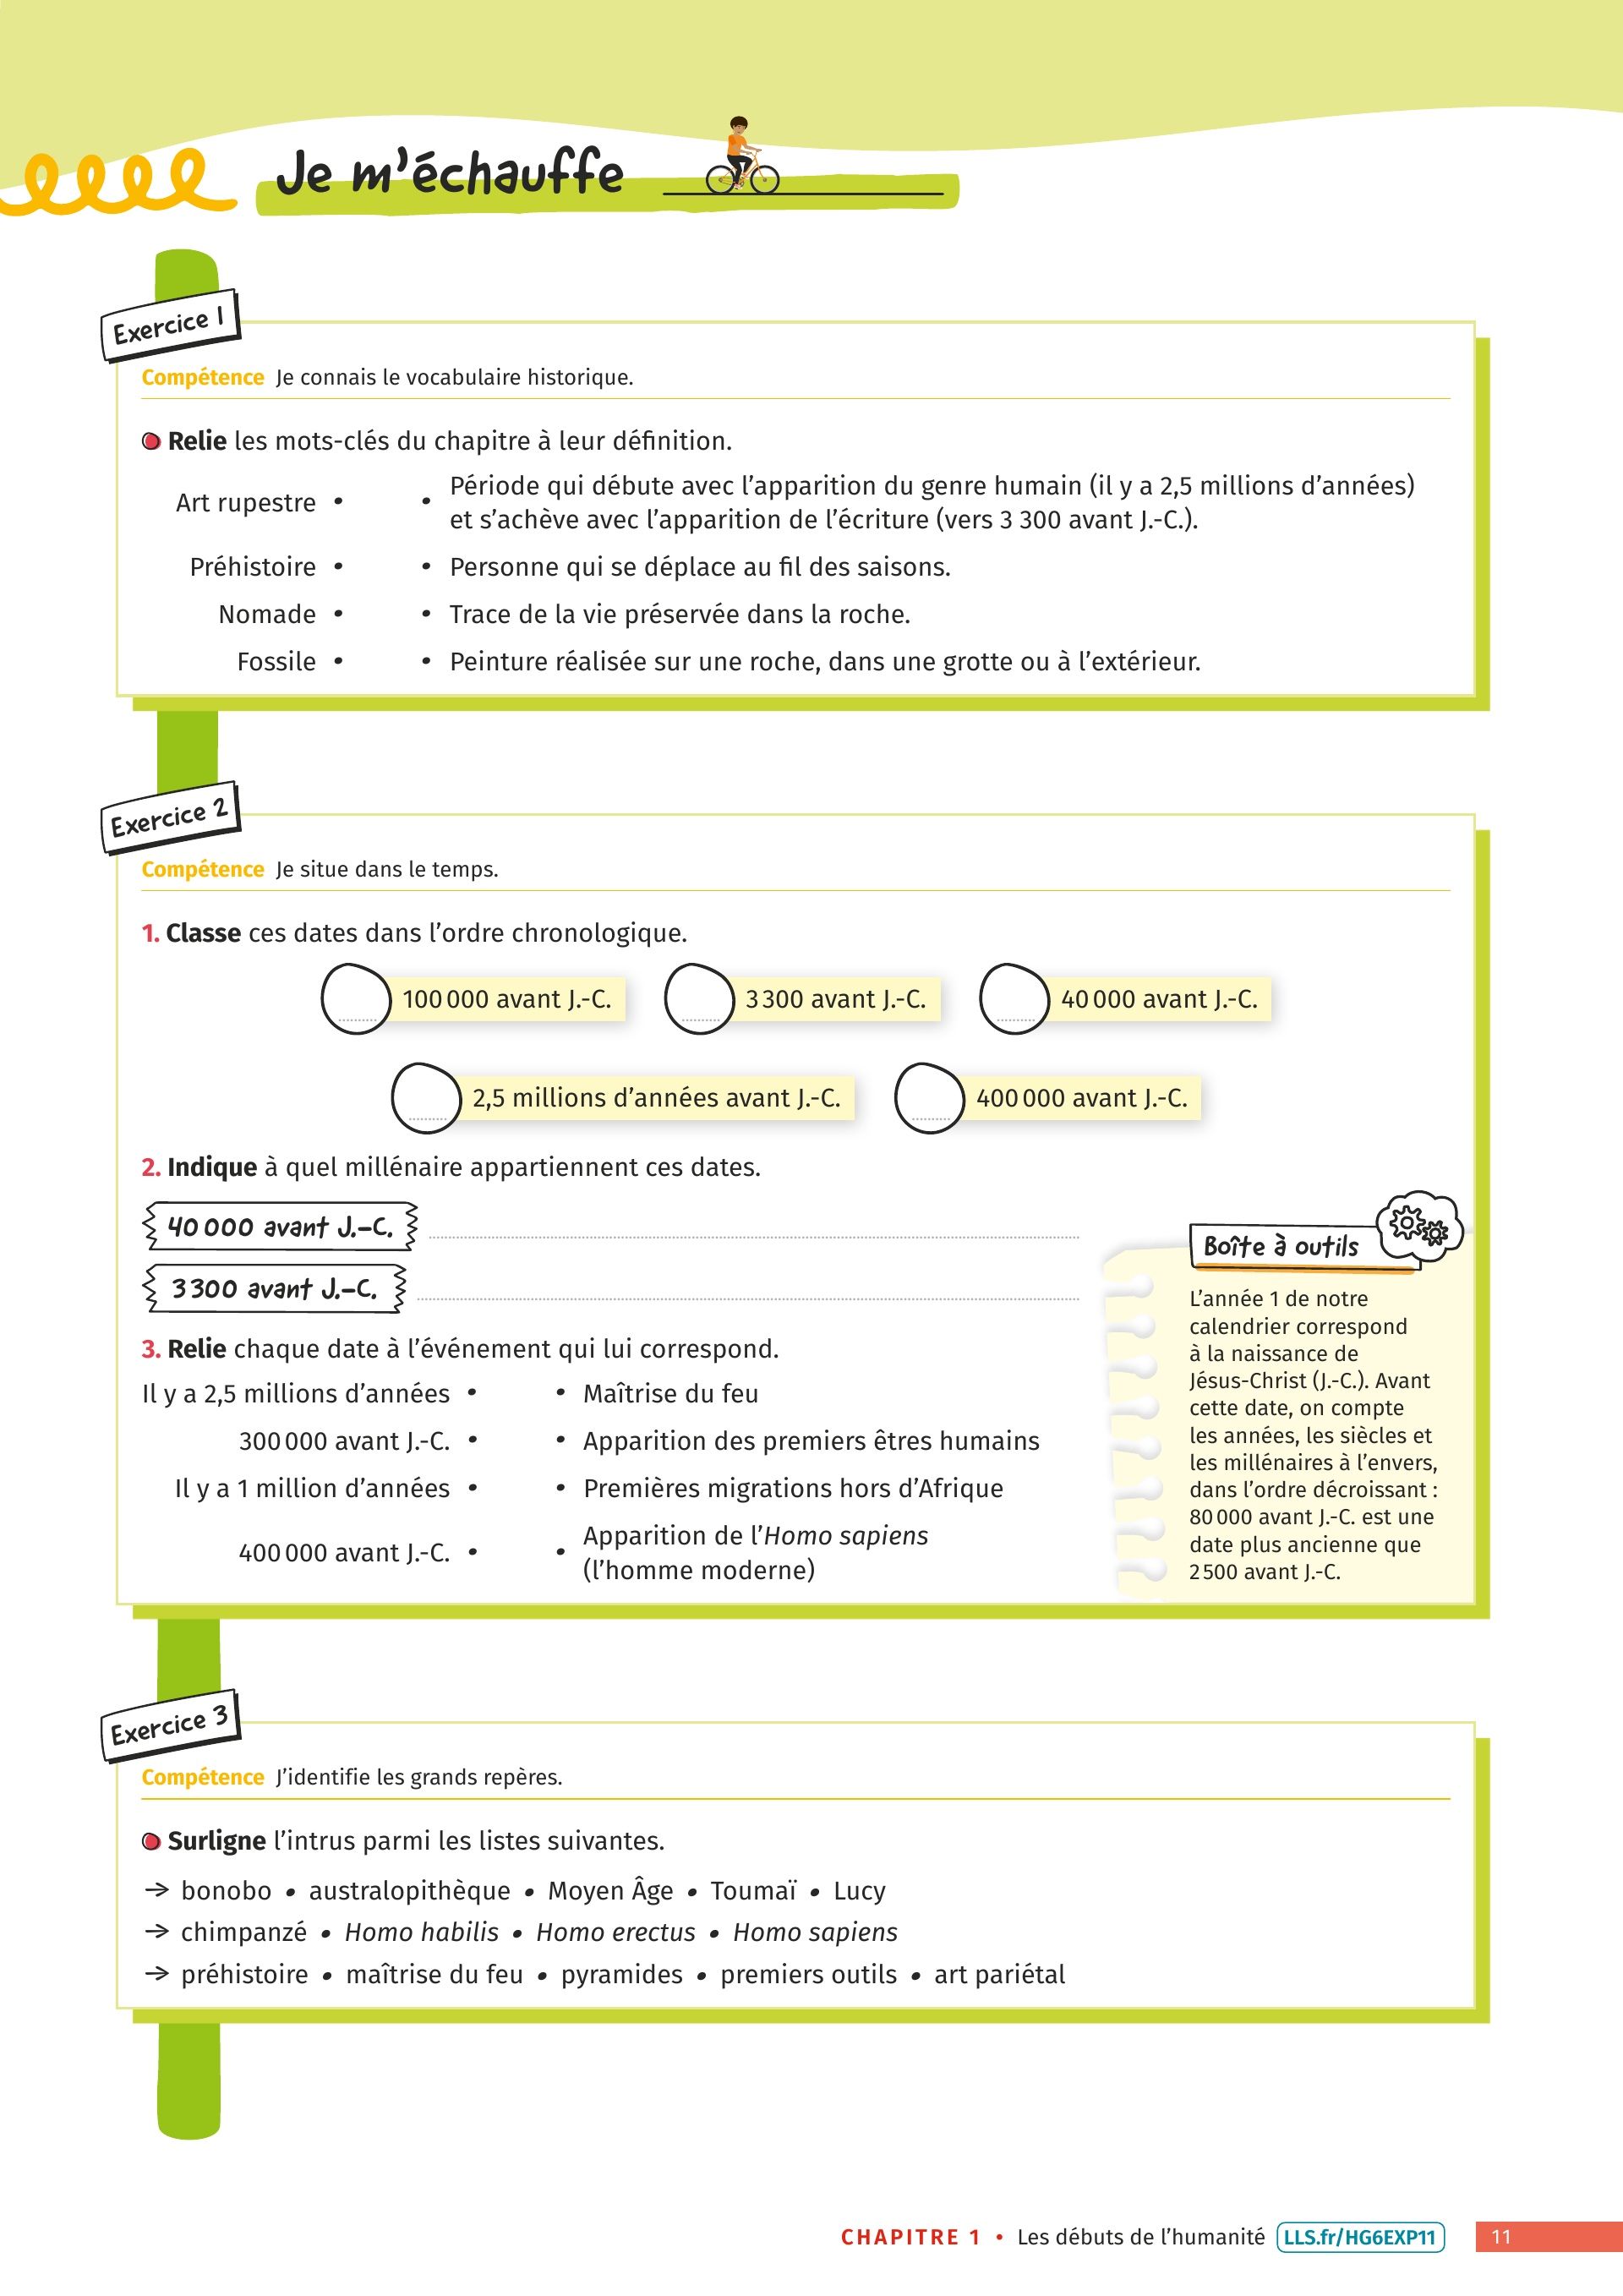 Je m'échauffe
Exercice 1
Compétence Je connais le vocabulaire historique.
Relie les mots-clés du chapitre à leur définition.
Art rupestre • • Période qui débute avec l'apparition du genre humain (il y a 2,5 millions d'années)
et s'achève avec l'apparition de l'écriture (vers 3 300 avant J.-C.).
Préhistoire • • Personne qui se déplace au fil des saisons.
Nomade • • Trace de la vie préservée dans la roche.
Fossile • • Peinture réalisée sur une roche, dans une grotte ou à l'extérieur.
Exercice 2
Compétence Je situe dans le temps.
1. Classe ces dates dans l'ordre chronologique.
100 000 avant J.-C. 3 300 avant J.-C. 40 000 avant J.-C.
2,5 millions d'années avant J.-C. 400 000 avant J.-C.
2. Indique à quel millénaire appartiennent ces dates.
40 000 avant J.-C.
3 300 avant J.-C.
3. Relie chaque date à l'événement qui lui correspond.
Il y a 2,5 millions d'années • • Maîtrise du feu
300 000 avant J.-C. • • Apparition des premiers êtres humains
Il y a 1 million d'années • • Premières migrations hors d'Afrique
400 000 avant J.-C. • • Apparition de l'Homo sapiens
(l'homme moderne)
Boîte à outils
L'année 1 de notre
calendrier correspond
à la naissance de
Jésus-Christ (J.-C.). Avant
cette date, on compte
les années, les siècles et
les millénaires à l'envers,
dans l'ordre décroissant :
80 000 avant J.-C. est une
date plus ancienne que
2 500 avant J.-C.
Exercice 3
Compétence J'identifie les grands repères.
Surligne l'intrus parmi les listes suivantes.
→ bonobo • australopithèque • Moyen Âge • Toumaï • Lucy
→ chimpanzé • Homo habilis • Homo erectus • Homo sapiens
→ préhistoire • maîtrise du feu • pyramides • premiers outils • art pariétal
CHAPITRE 1 • Les débuts de l'humanité LLS.fr/HG6EXP11 11